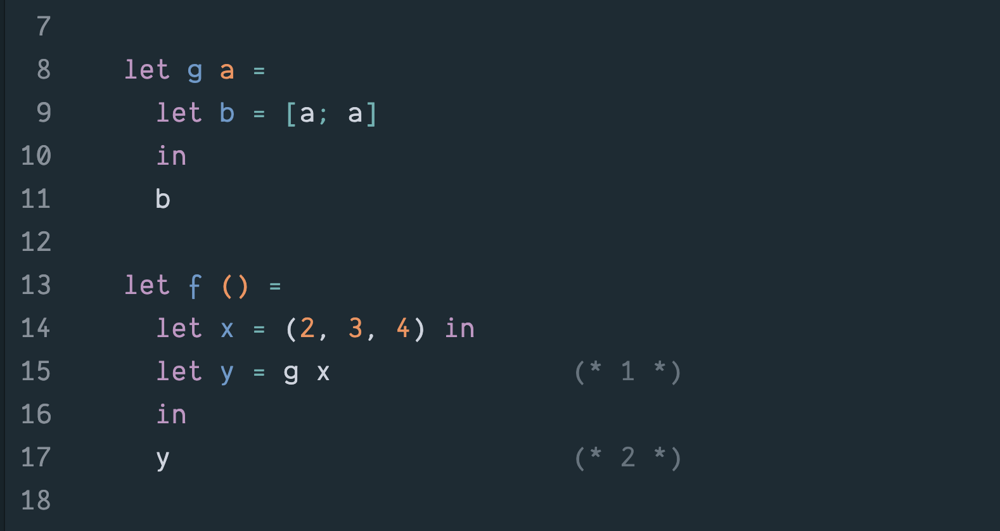 7
8 let g a =
9 let b = [a; a]
10 in
11 b
12
13 let f () =
14 let x = (2, 3, 4) in
15 let y = g x (* 1 *)
16 in
17 y (* 2 *)
18